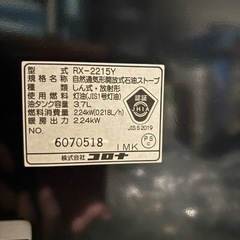 型式 RX-2215Y
規格名称 自然通気形開放式石油ストーブ
種類 しん式・放射形
使用燃料 灯油(JIS1号灯油)
油タンク容量 3.7L
燃料消費量 2.24kW(0.218L/h)
暖房出力 2.24kW
認証
JHIA
JIS S 2019
PSC
NO. 6070518 IMK
株式会社コロナ